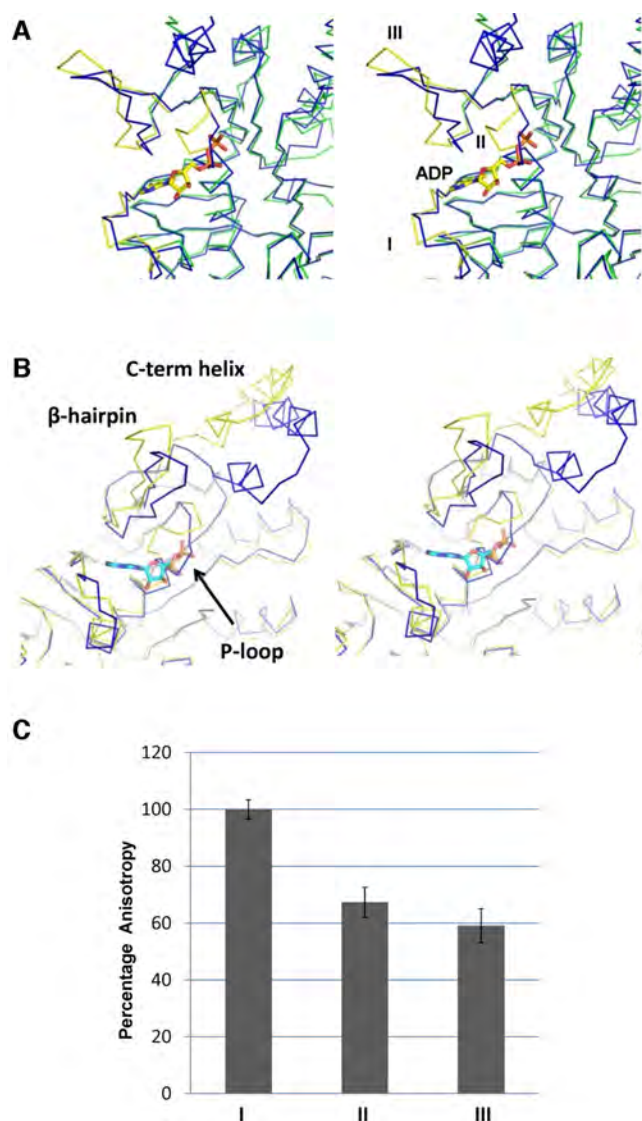 A
III
II
ADP
I
B
C-term helix
β-hairpin
P-loop
C
Percentage Anisotropy
120
100
80
60
40
20
0
I II III